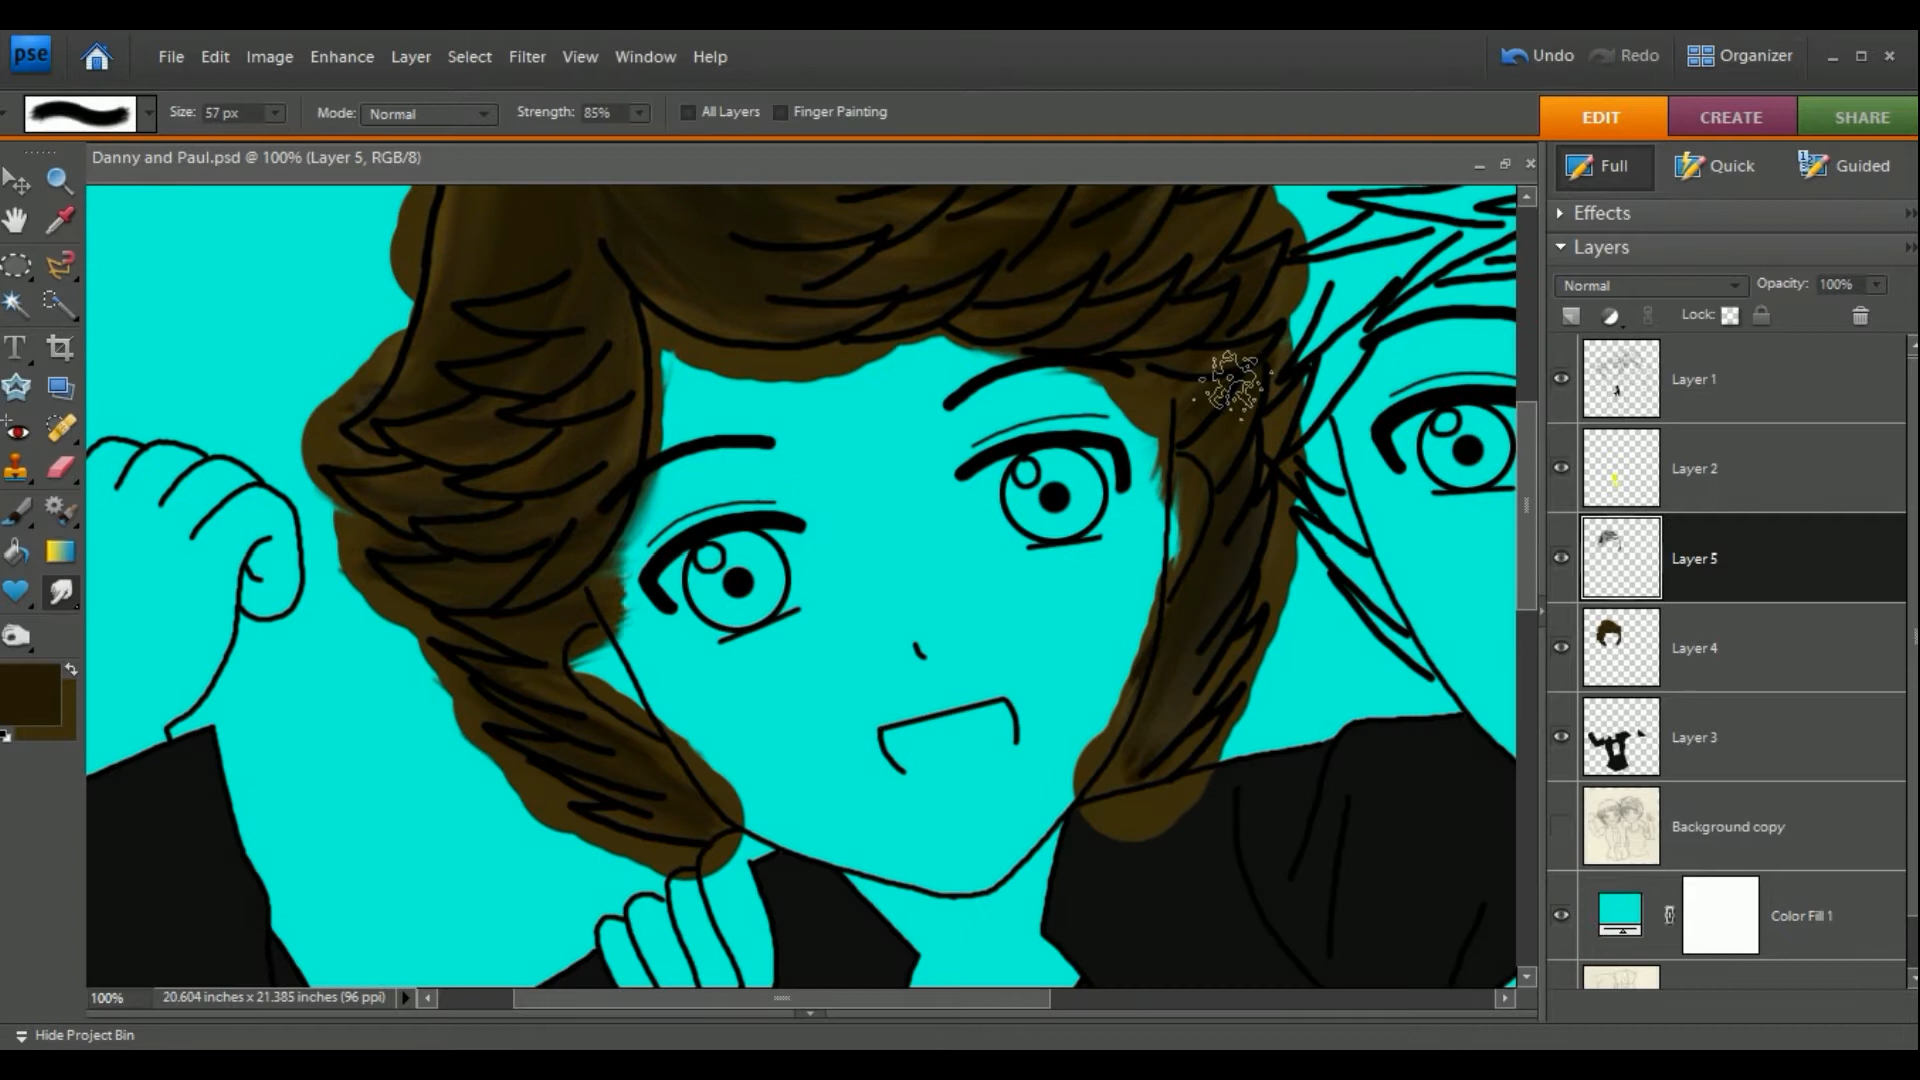 pse File Edit Image Enhance Layer Select Filter View Window Help Undo Redo Organizer
Size: 57 px Mode: Normal Strength: 85% All Layers Finger Painting EDIT CREATE SHARE
Danny and Paul.psd @ 100% (Layer 5, RGB/8)
Full Quick Guided
Effects
Layers
Normal Opacity: 100%
Lock:
Layer 1
Layer 2
Layer 5
Layer 4
Layer 3
Background copy
Color Fill 1
T
100% 20.604 inches x 21.385 inches (96 ppi)
Hide Project Bin